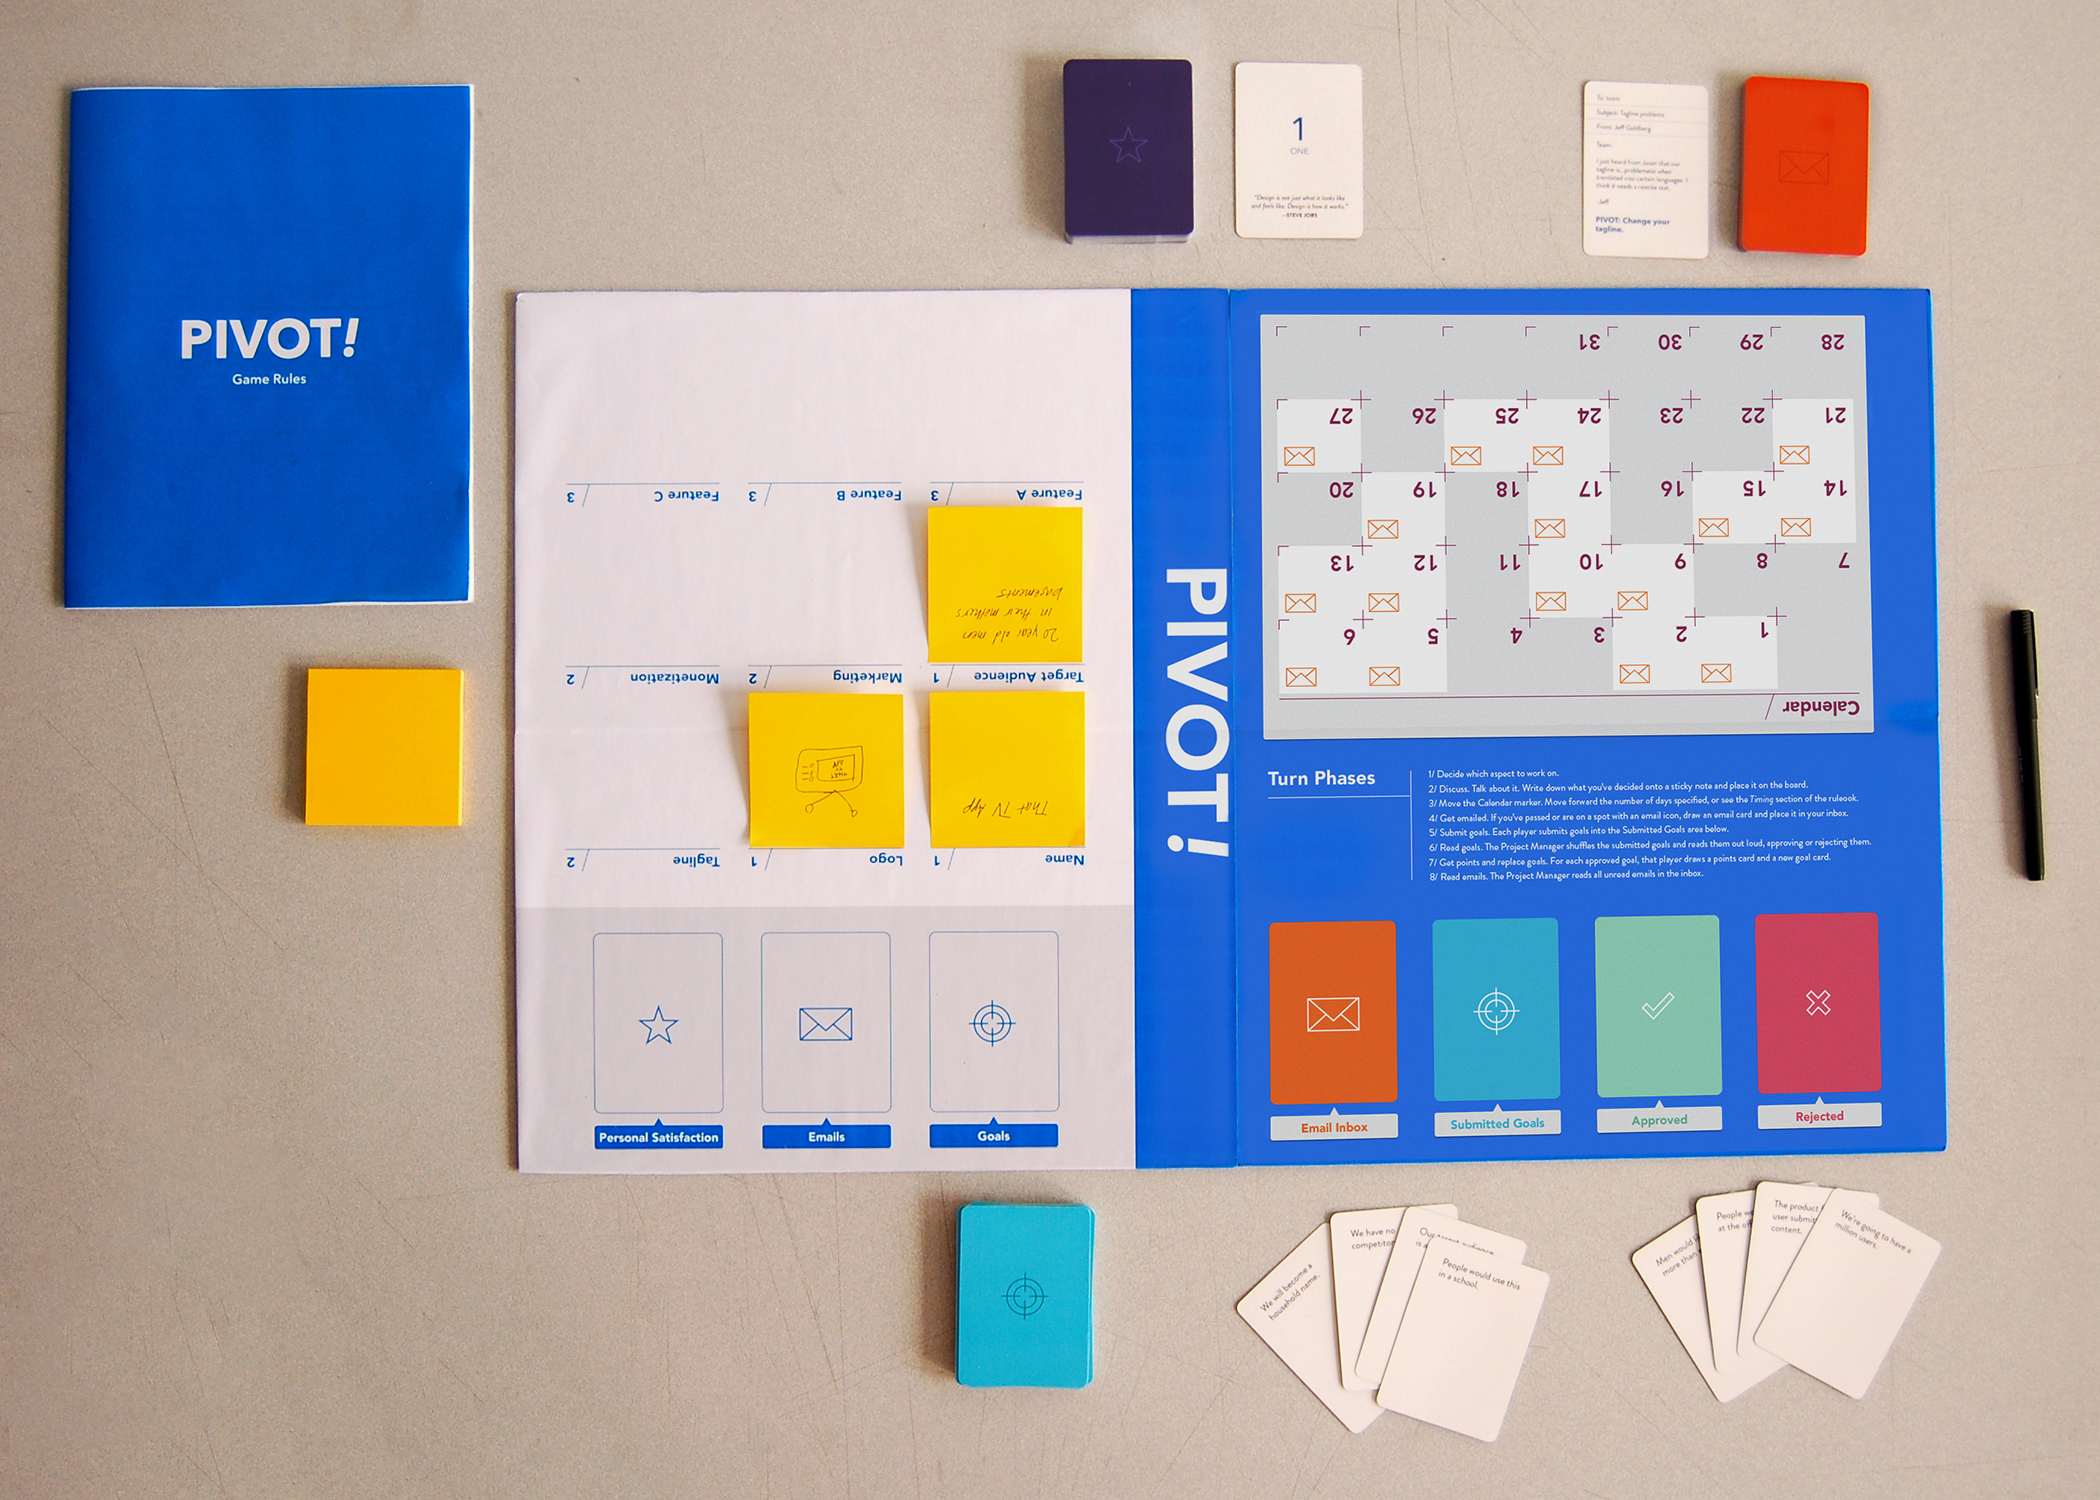 PIVOT!
Game Rules
1
ONE
"Design is not just what it looks like
and feels like. Design is how it works."
–STEVE JOBS
To: team
Subject: Tagline problems
From: Jeff Goldberg
Team:
I just heard from Jason that our
tagline is...problematic when
translated into certain languages. I
think it needs a rewrite stat.
-Jeff
PIVOT: Change your
tagline.
Name / 1
Logo / 1
Tagline / 2
That TV App
THAT
TV
App
Target Audience / 1
Marketing / 2
Monetization / 2
20 year old men
in their mothers
basements
Feature A / 3
Feature B / 3
Feature C / 3
Personal Satisfaction
Emails
Goals
PIVOT!
Calendar /
1 2 3 4 5 6
7 8 9 10 11 12 13
14 15 16 17 18 19 20
21 22 23 24 25 26 27
28 29 30 31
Turn Phases
1/ Decide which aspect to work on.
2/ Discuss. Talk about it. Write down what you've decided onto a sticky note and place it on the board.
3/ Move the Calendar marker. Move forward the number of days specified, or see the Timing section of the ruleook.
4/ Get emailed. If you've passed or are on a spot with an email icon, draw an email card and place it in your inbox.
5/ Submit goals. Each player submits goals into the Submitted Goals area below.
6/ Read goals. The Project Manager shuffles the submitted goals and reads them out loud, approving or rejecting them.
7/ Get points and replace goals. For each approved goal, that player draws a points card and a new goal card.
8/ Read emails. The Project Manager reads all unread emails in the inbox.
Email Inbox
Submitted Goals
Approved
Rejected
We will become a
household name.
We have no
competitor
Our
is a
People would use this
in a school.
Men would
more than
People wo
at the of
The product
user submit
content.
We're going to have a
million users.